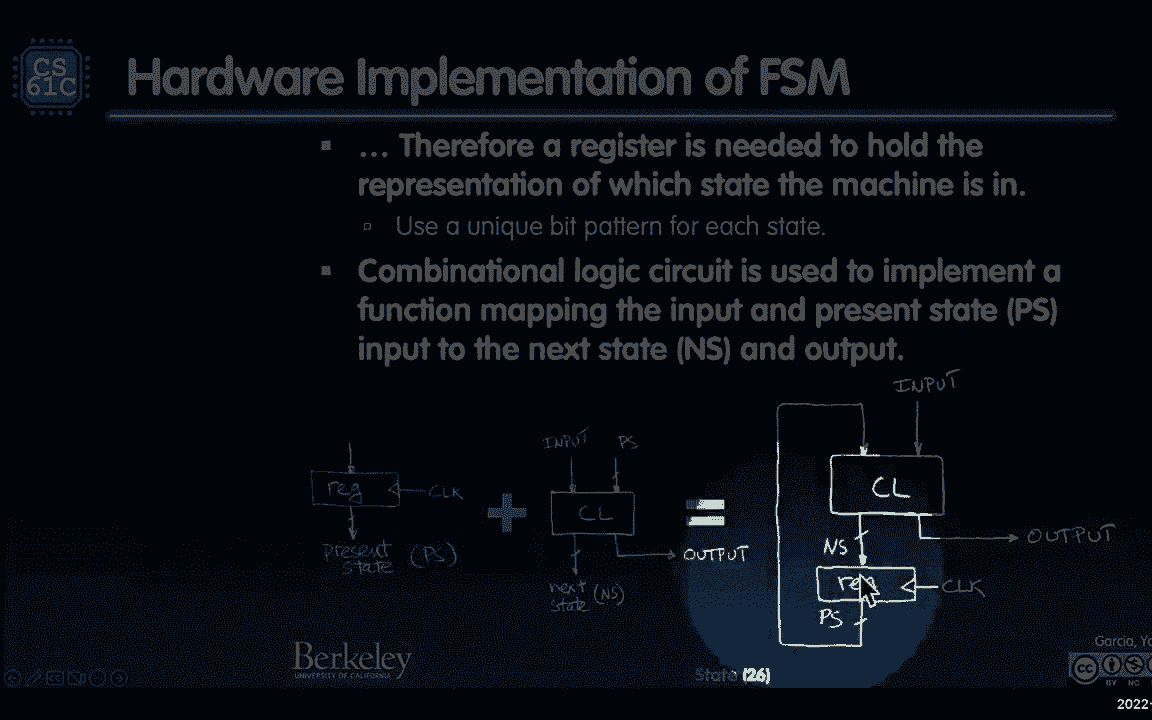 CS
61C
Hardware Implementation of FSM
… Therefore a register is needed to hold the
representation of which state the machine is in.
Use a unique bit pattern for each state.
Combinational logic circuit is used to implement a
function mapping the input and present state (PS)
input to the next state (NS) and output.
reg
CLK
present
state (PS)
+
INPUT PS
CL
OUTPUT
next
state (NS)
=
INPUT
CL
OUTPUT
NS
CLK
PS
Berkeley
UNIVERSITY OF CALIFORNIA
State (26)
Garcia,
cc
BY NC
2022-